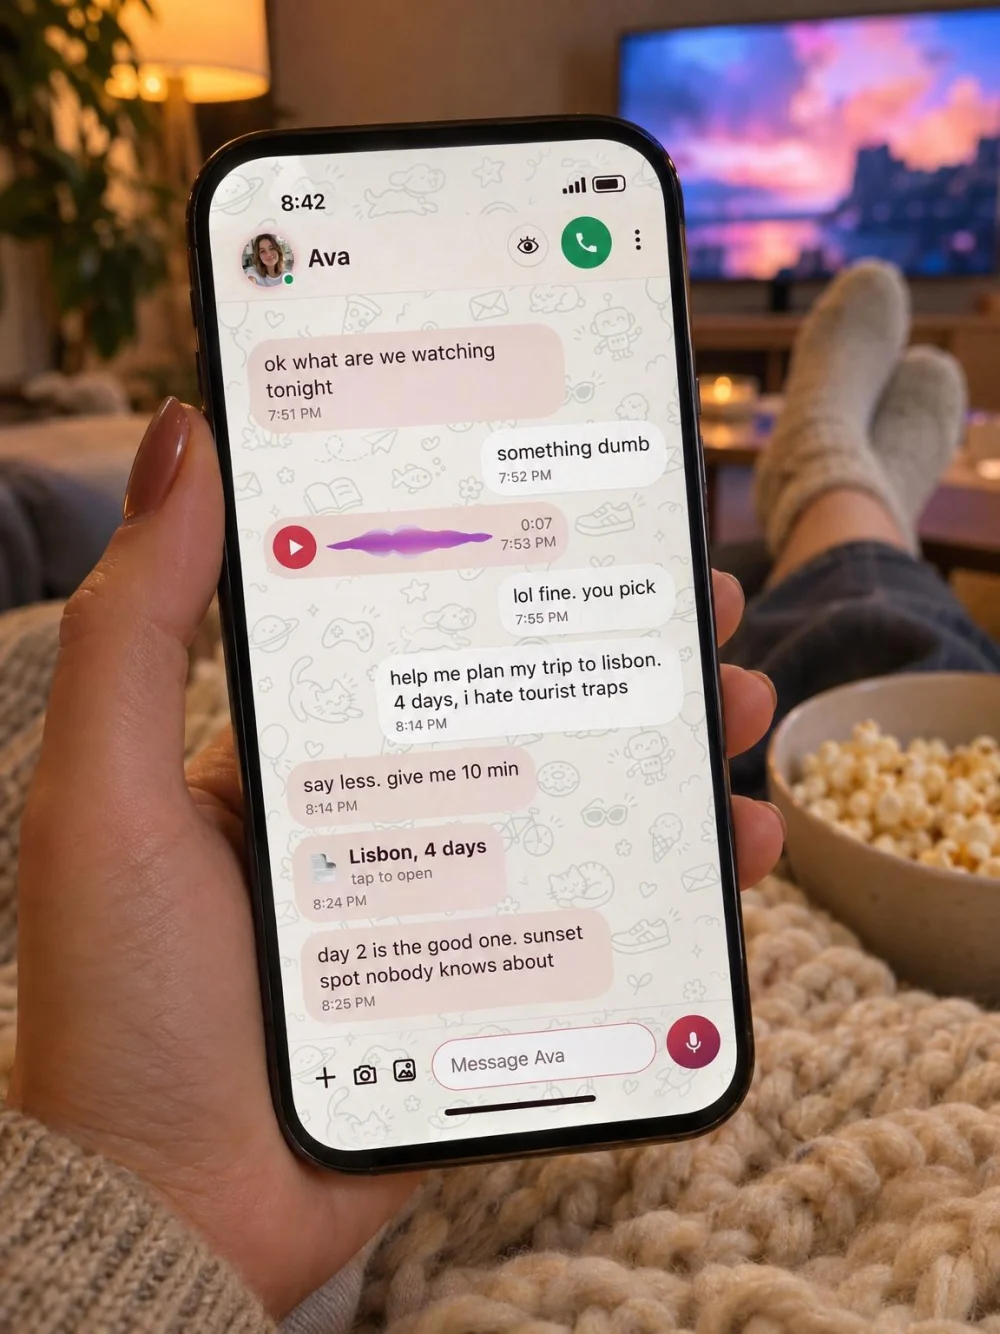 8:42
Ava
ok what are we watching
tonight
7:51 PM
something dumb
7:52 PM
0:07
7:53 PM
lol fine. you pick
7:55 PM
help me plan my trip to lisbon.
4 days, i hate tourist traps
8:14 PM
say less. give me 10 min
8:14 PM
Lisbon, 4 days
tap to open
8:24 PM
day 2 is the good one. sunset
spot nobody knows about
8:25 PM
Message Ava